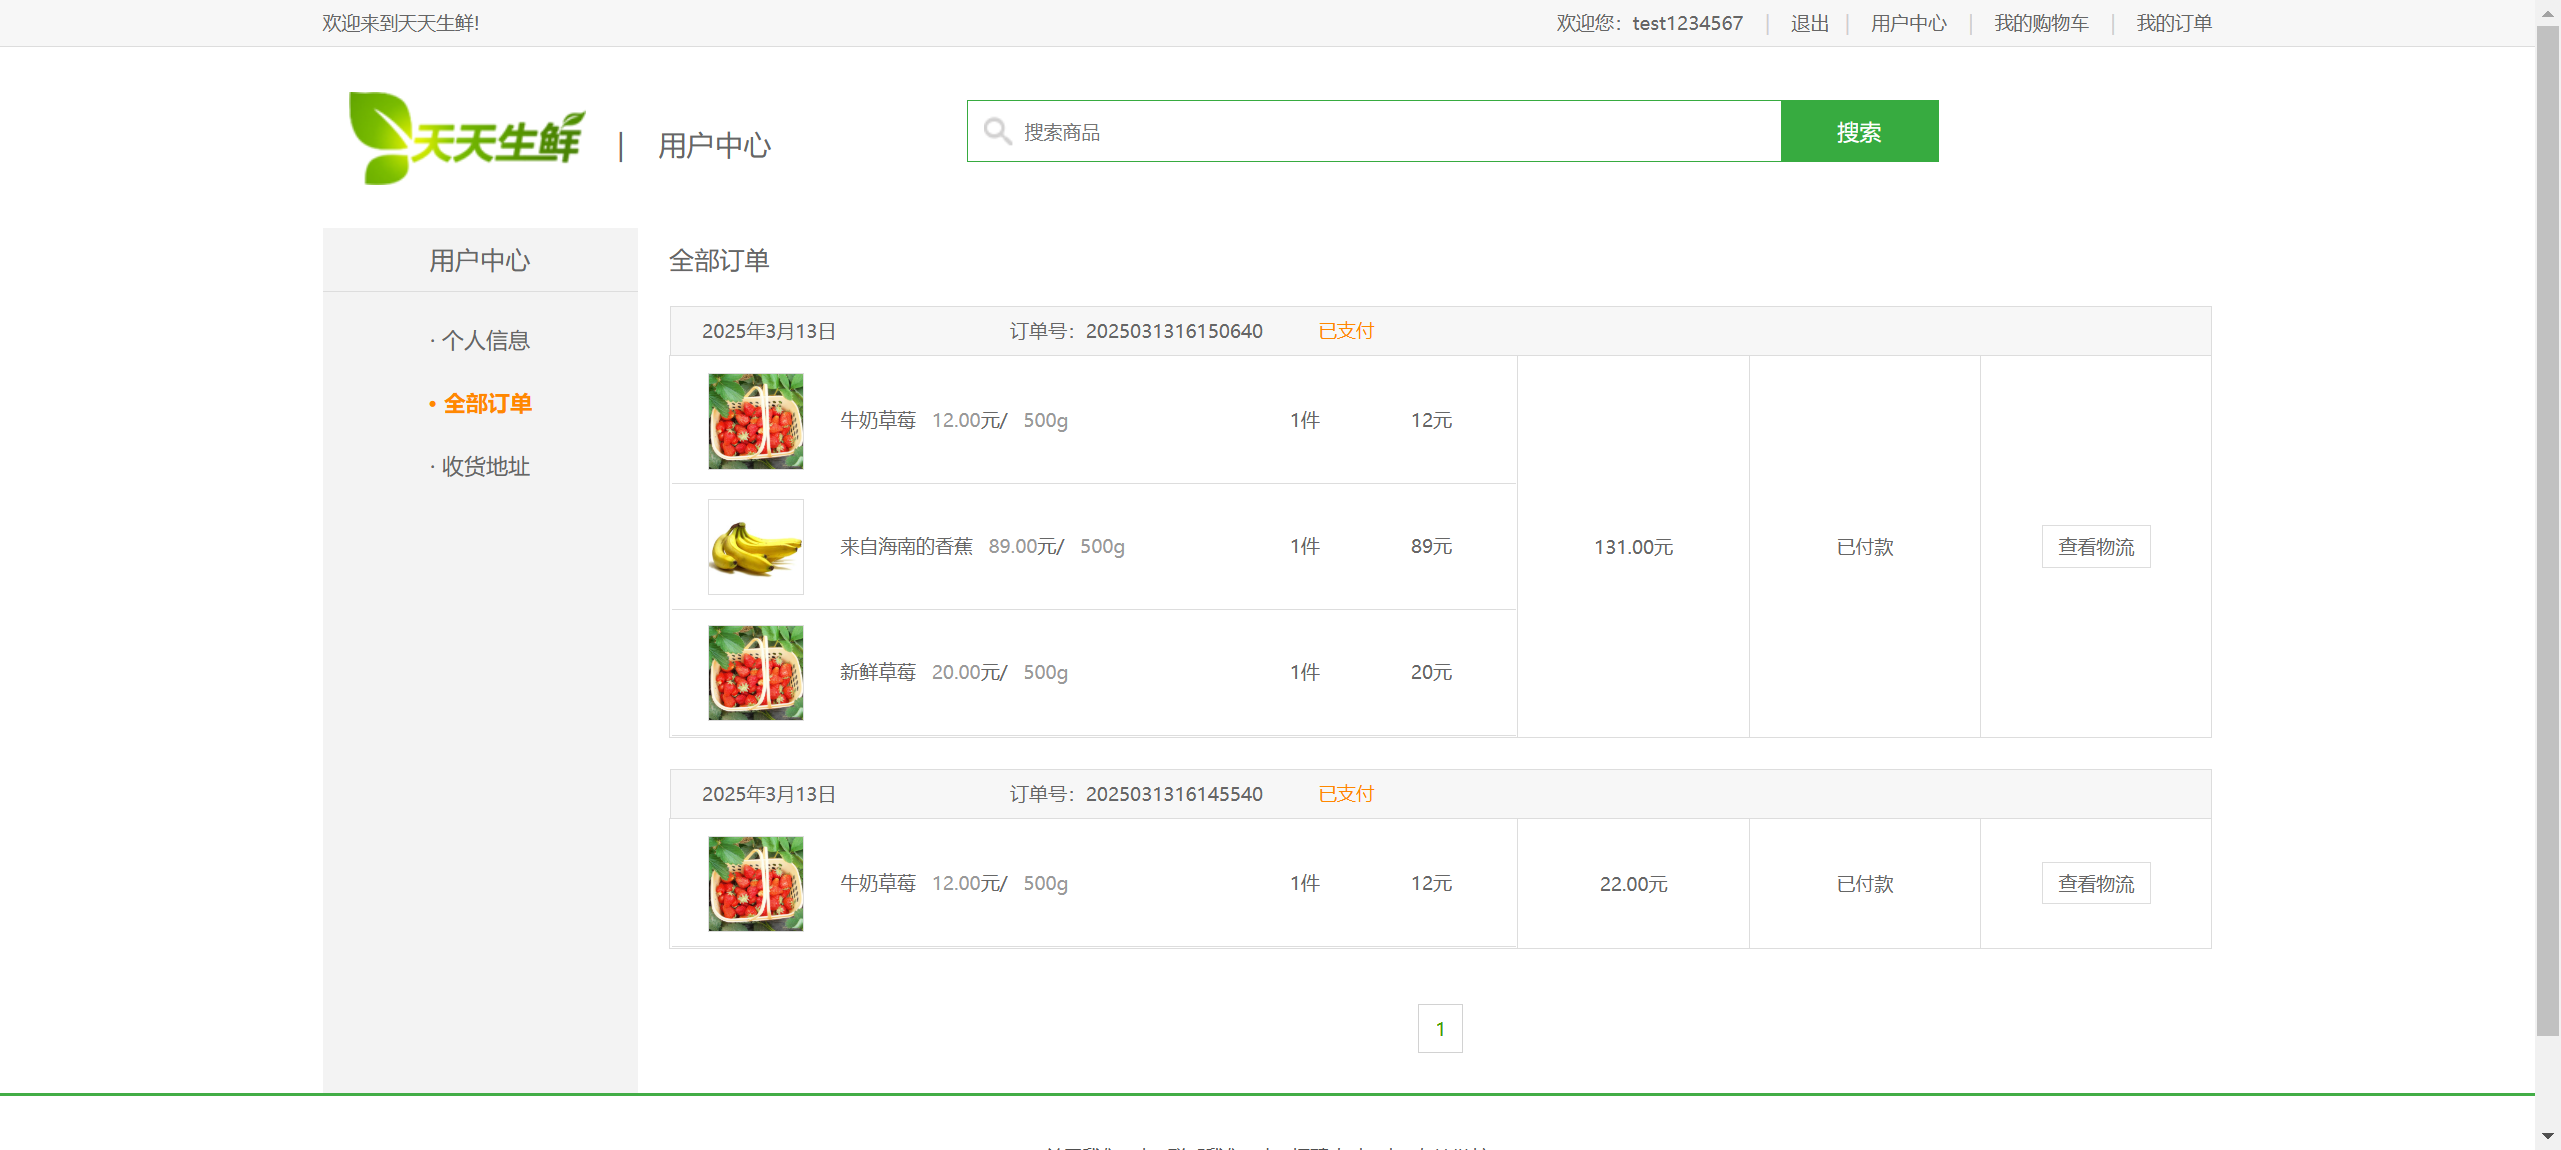 欢迎来到天天生鲜!
欢迎您：test1234567 | 退出 | 用户中心 | 我的购物车 | 我的订单
天天生鲜 | 用户中心
搜索商品 搜索
用户中心
· 个人信息
• 全部订单
· 收货地址
全部订单
2025年3月13日 订单号：2025031316150640 已支付
牛奶草莓 12.00元/ 500g 1件 12元
来自海南的香蕉 89.00元/ 500g 1件 89元
131.00元 已付款 查看物流
新鲜草莓 20.00元/ 500g 1件 20元
2025年3月13日 订单号：2025031316145540 已支付
牛奶草莓 12.00元/ 500g 1件 12元 22.00元 已付款 查看物流
1